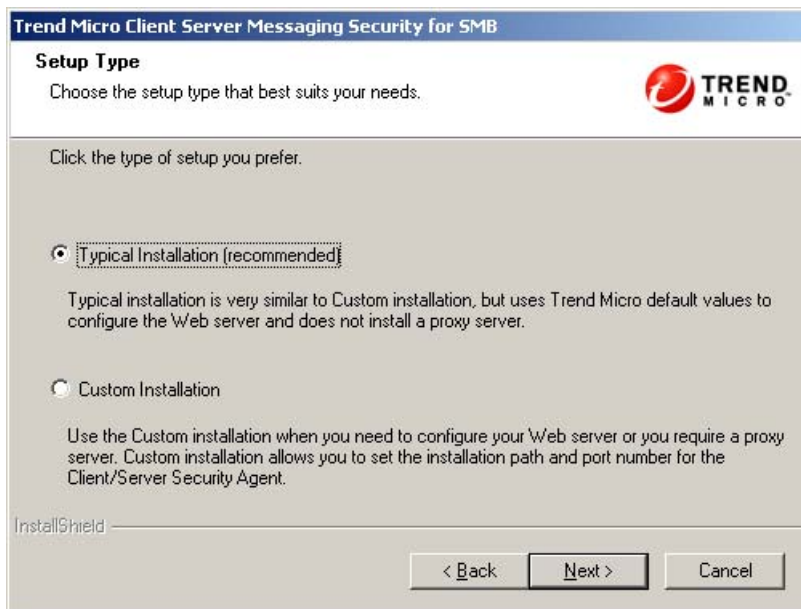 Trend Micro Client Server Messaging Security for SMB
Setup Type
Choose the setup type that best suits your needs.
TREND
MICRO
Click the type of setup you prefer.
Typical Installation (recommended)
Typical installation is very similar to Custom installation, but uses Trend Micro default values to
configure the Web server and does not install a proxy server.
Custom Installation
Use the Custom installation when you need to configure your Web server or you require a proxy
server. Custom installation allows you to set the installation path and port number for the
Client/Server Security Agent.
InstallShield
< Back
Next >
Cancel